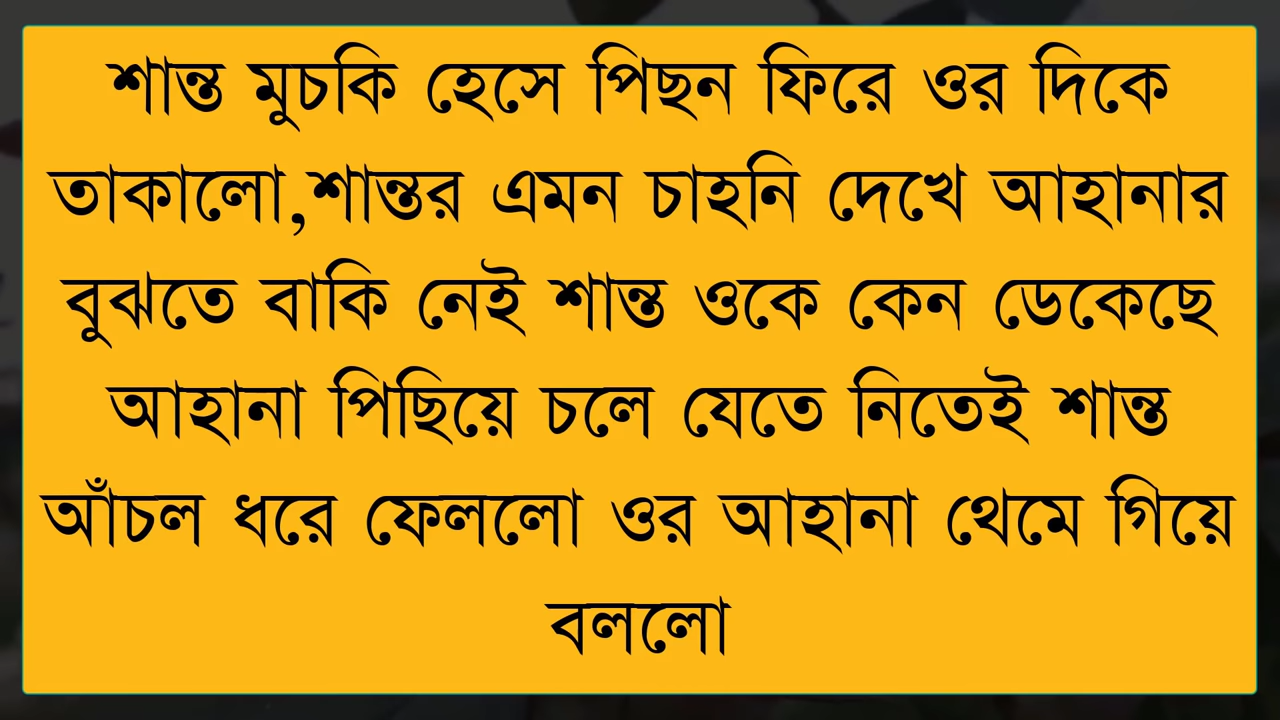 শান্ত মুচকি হেসে পিছন ফিরে ওর দিকে
তাকালো,শান্তর এমন চাহনি দেখে আহানার
বুঝতে বাকি নেই শান্ত ওকে কেন ডেকেছে
আহানা পিছিয়ে চলে যেতে নিতেই শান্ত
আঁচল ধরে ফেললো ওর আহানা থেমে গিয়ে
বললো